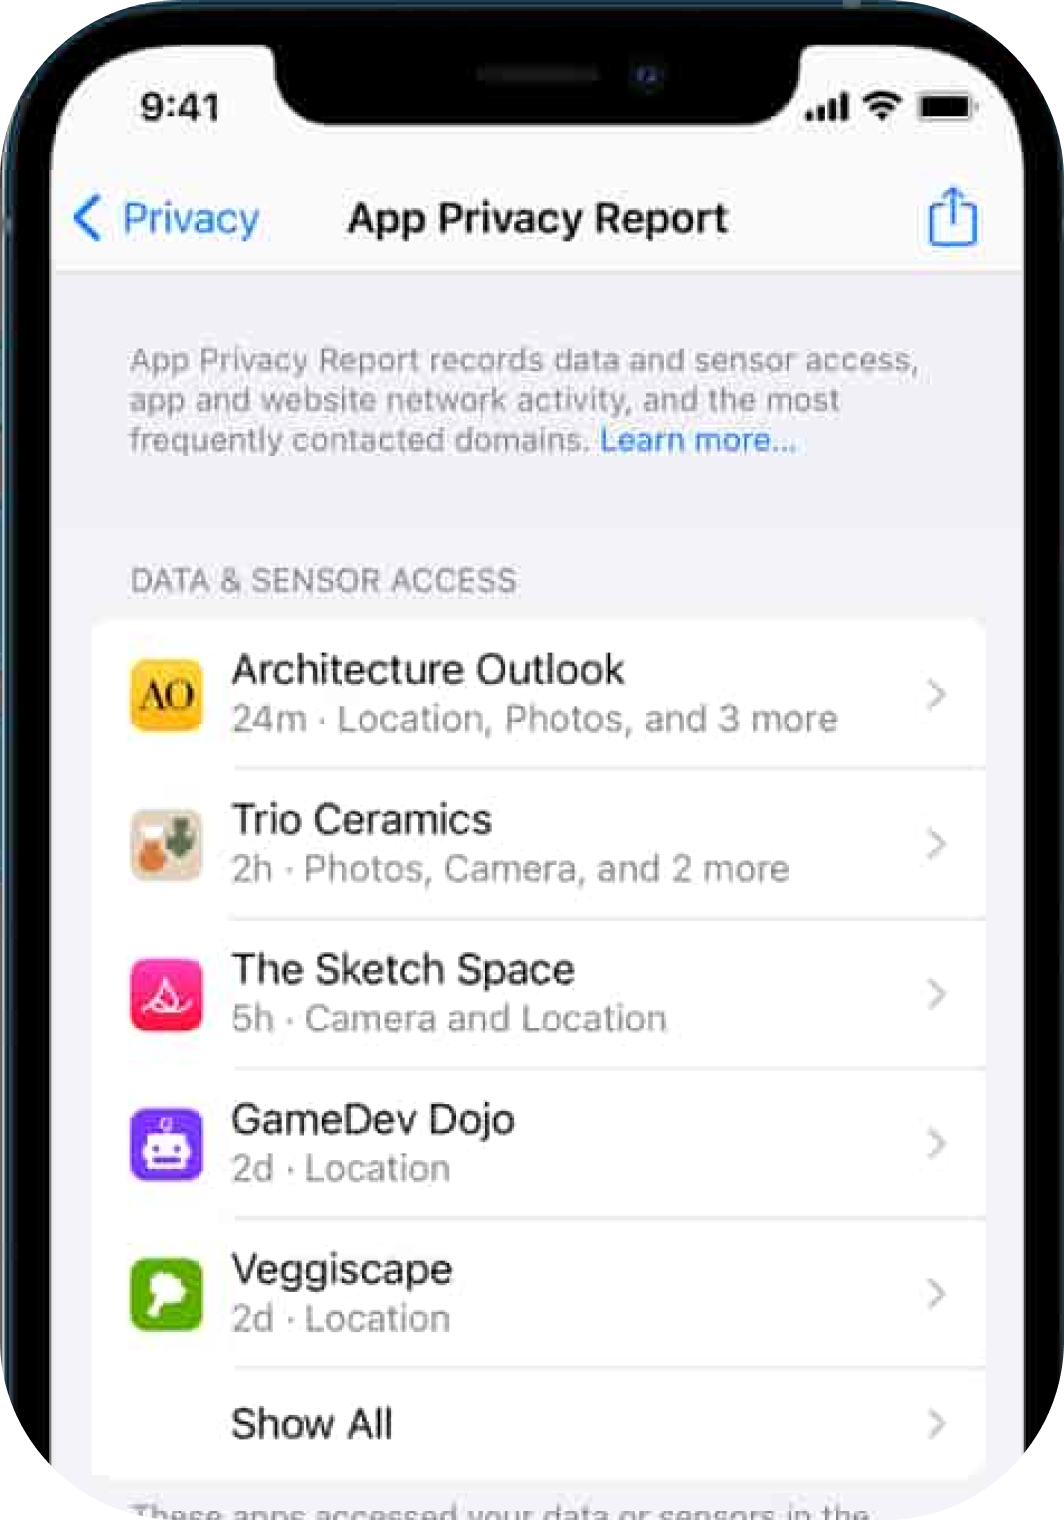 9:41
Privacy
App Privacy Report
App Privacy Report records data and sensor access,
app and website network activity, and the most
frequently contacted domains. Learn more...
DATA & SENSOR ACCESS
AO
Architecture Outlook
24m · Location, Photos, and 3 more
Trio Ceramics
2h · Photos, Camera, and 2 more
The Sketch Space
5h · Camera and Location
GameDev Dojo
2d · Location
Veggiscape
2d · Location
Show All
These apps accessed your data or sensors in the